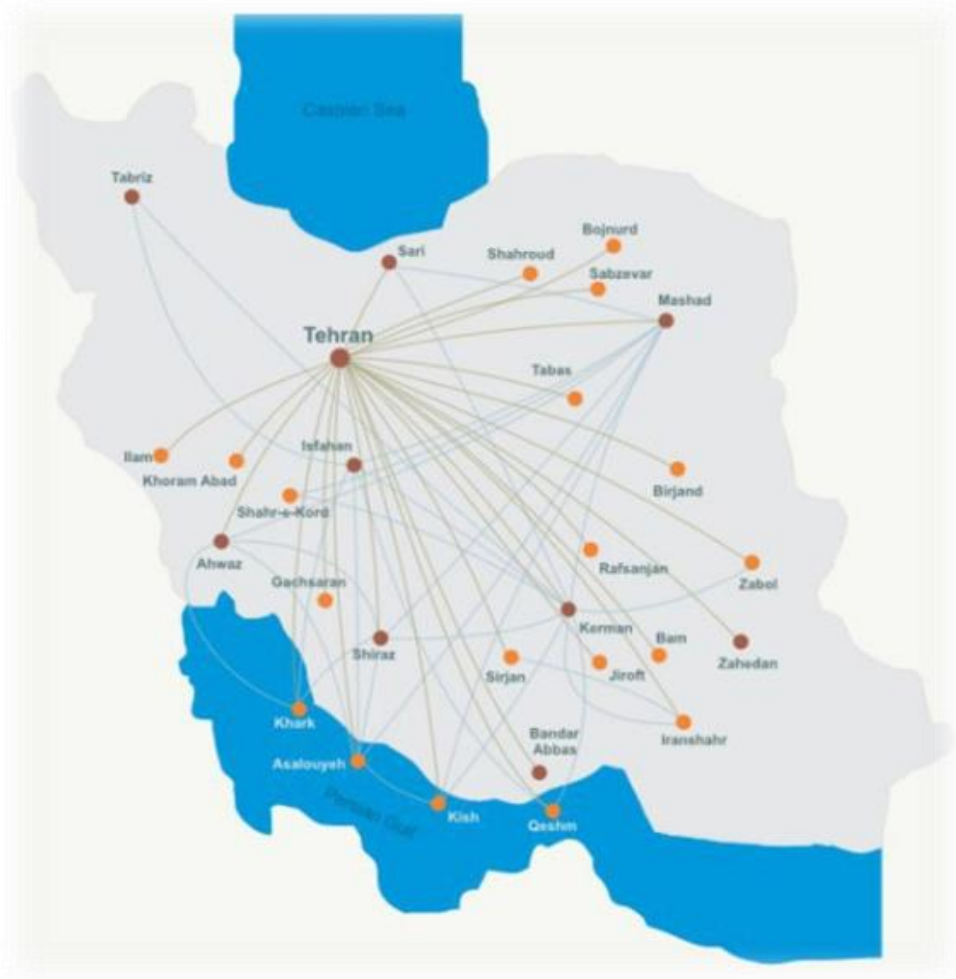 Caspian Sea
Tabriz
Bojnurd
Sari
Shahroud
Sabzevar
Mashad
Tehran
Tabas
Isfahan
Ilam
Khoram Abad
Birjand
Shahr-e-Kord
Ahwaz
Rafsanjan
Gachsaran
Zabol
Kerman
Bam
Shiraz
Zahedan
Sirjan
Jiroft
Khark
Iranshahr
Bandar
Abbas
Asalouyeh
Persian Gulf
Kish
Qeshm